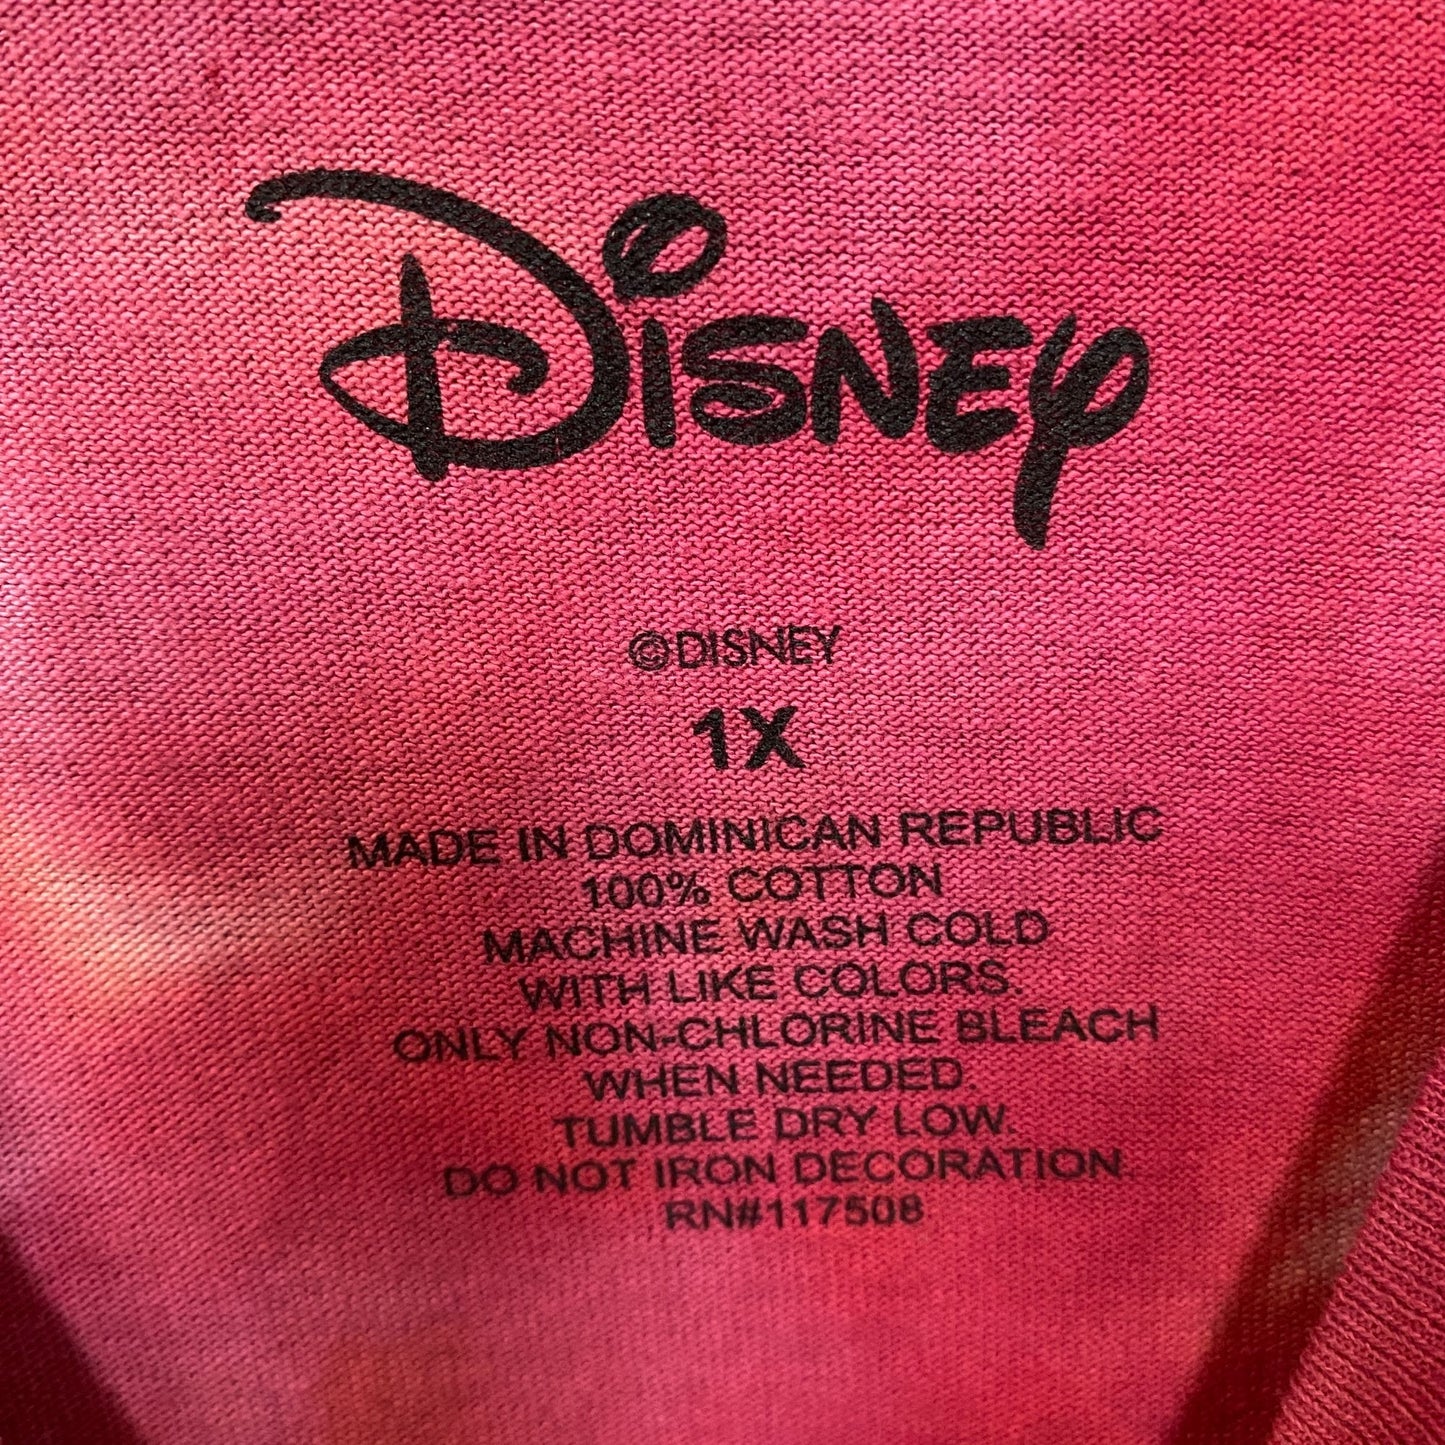 Disney
©DISNEY
1X
MADE IN DOMINICAN REPUBLIC
100% COTTON
MACHINE WASH COLD
WITH LIKE COLORS.
ONLY NON-CHLORINE BLEACH
WHEN NEEDED.
TUMBLE DRY LOW.
DO NOT IRON DECORATION
RN#117508